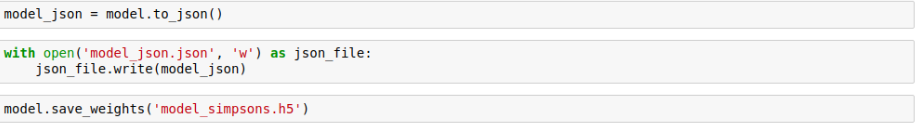 model_json = model.to_json()
with open('model_json.json', 'w') as json_file:
    json_file.write(model_json)
model.save_weights('model_simpsons.h5')